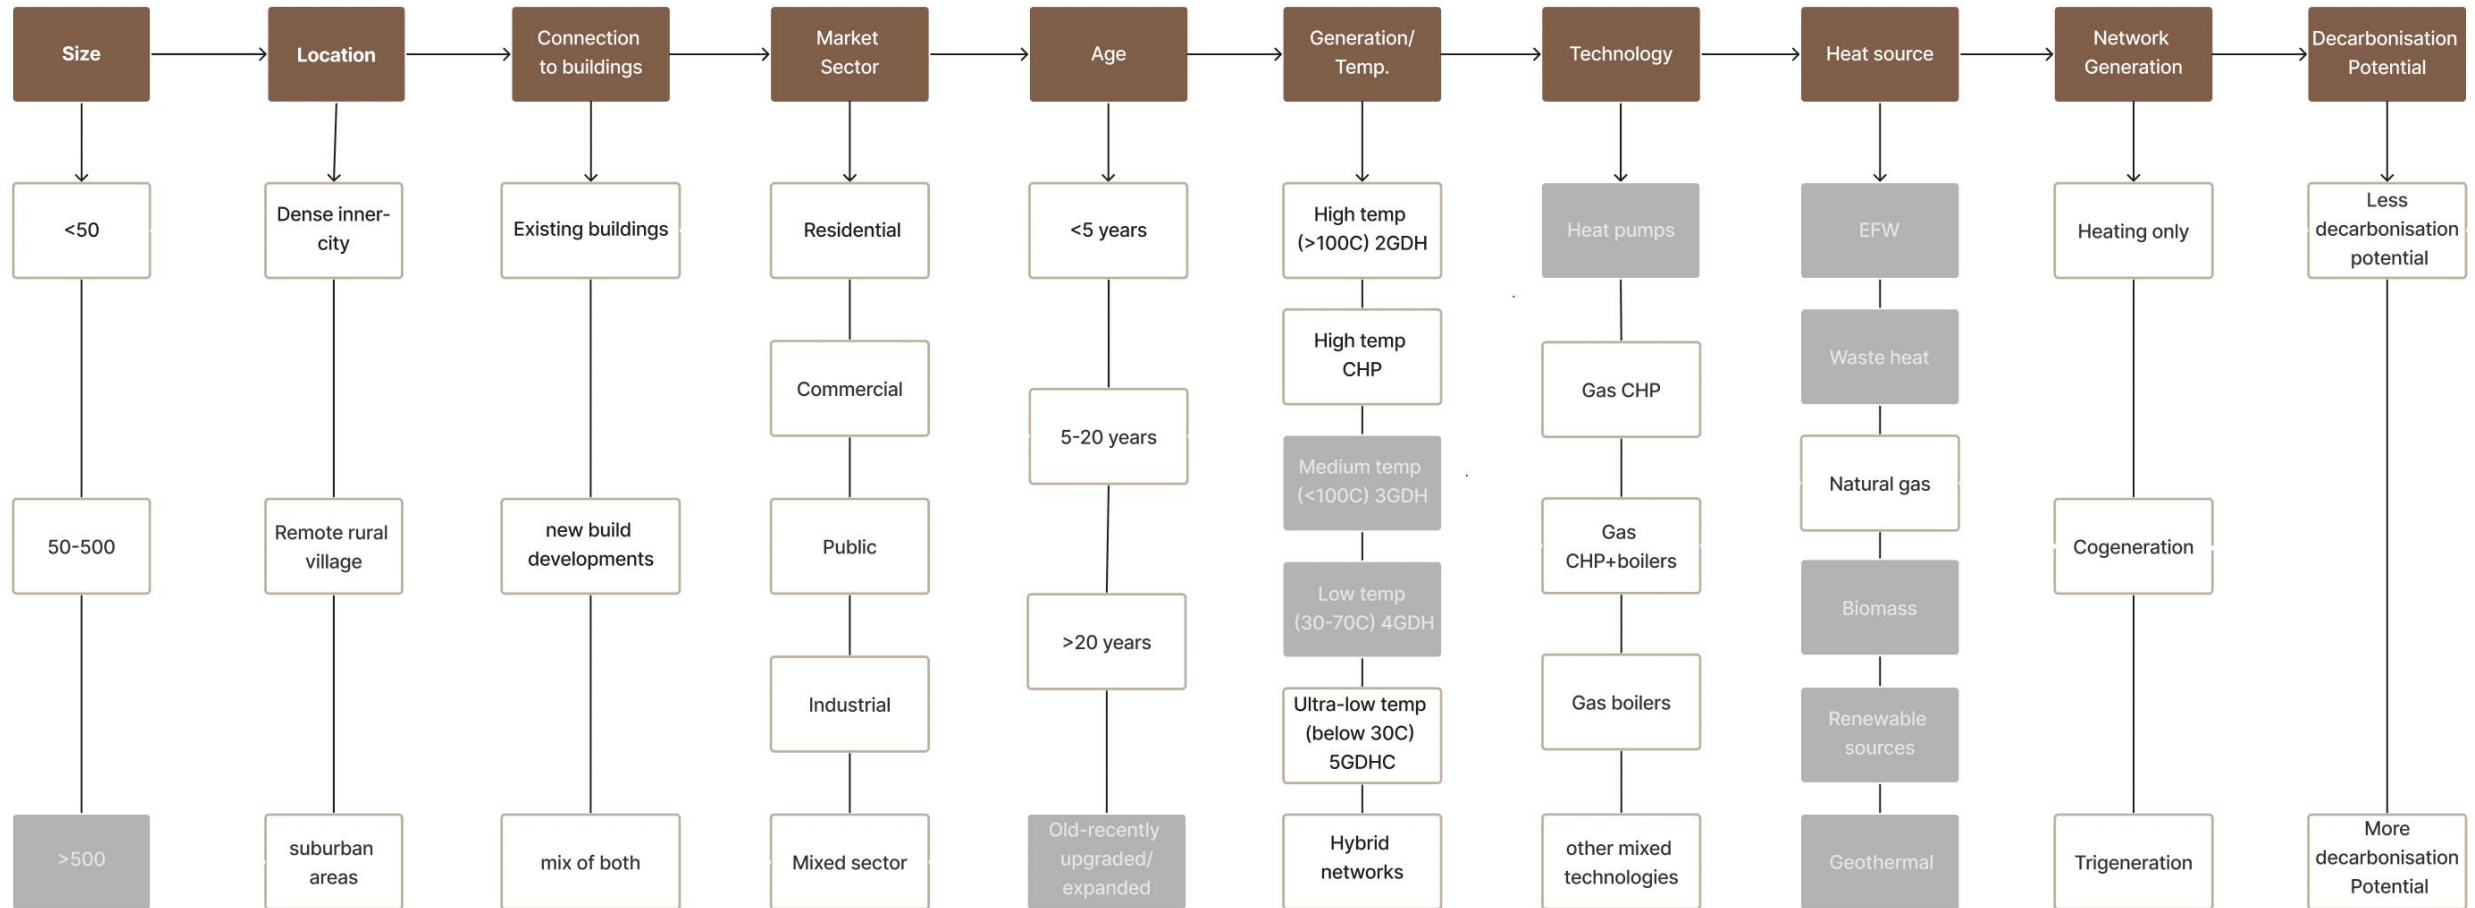 Size
Location
Connection
to buildings
Market
Sector
Age
Generation/
Temp.
Technology
Heat source
Network
Generation
Decarbonisation
Potential
<50
50-500
>500
Dense inner-
city
Remote rural
village
suburban
areas
Existing buildings
new build
developments
mix of both
Residential
Commercial
Public
Industrial
Mixed sector
<5 years
5-20 years
>20 years
Old-recently
upgraded/
expanded
High temp
(>100C) 2GDH
High temp
CHP
Medium temp
(<100C) 3GDH
Low temp
(30-70C) 4GDH
Ultra-low temp
(below 30C)
5GDHC
Hybrid
networks
Heat pumps
Gas CHP
Gas
CHP+boilers
Gas boilers
other mixed
technologies
EFW
Waste heat
Natural gas
Biomass
Renewable
sources
Geothermal
Heating only
Cogeneration
Trigeneration
Less
decarbonisation
potential
More
decarbonisation
Potential